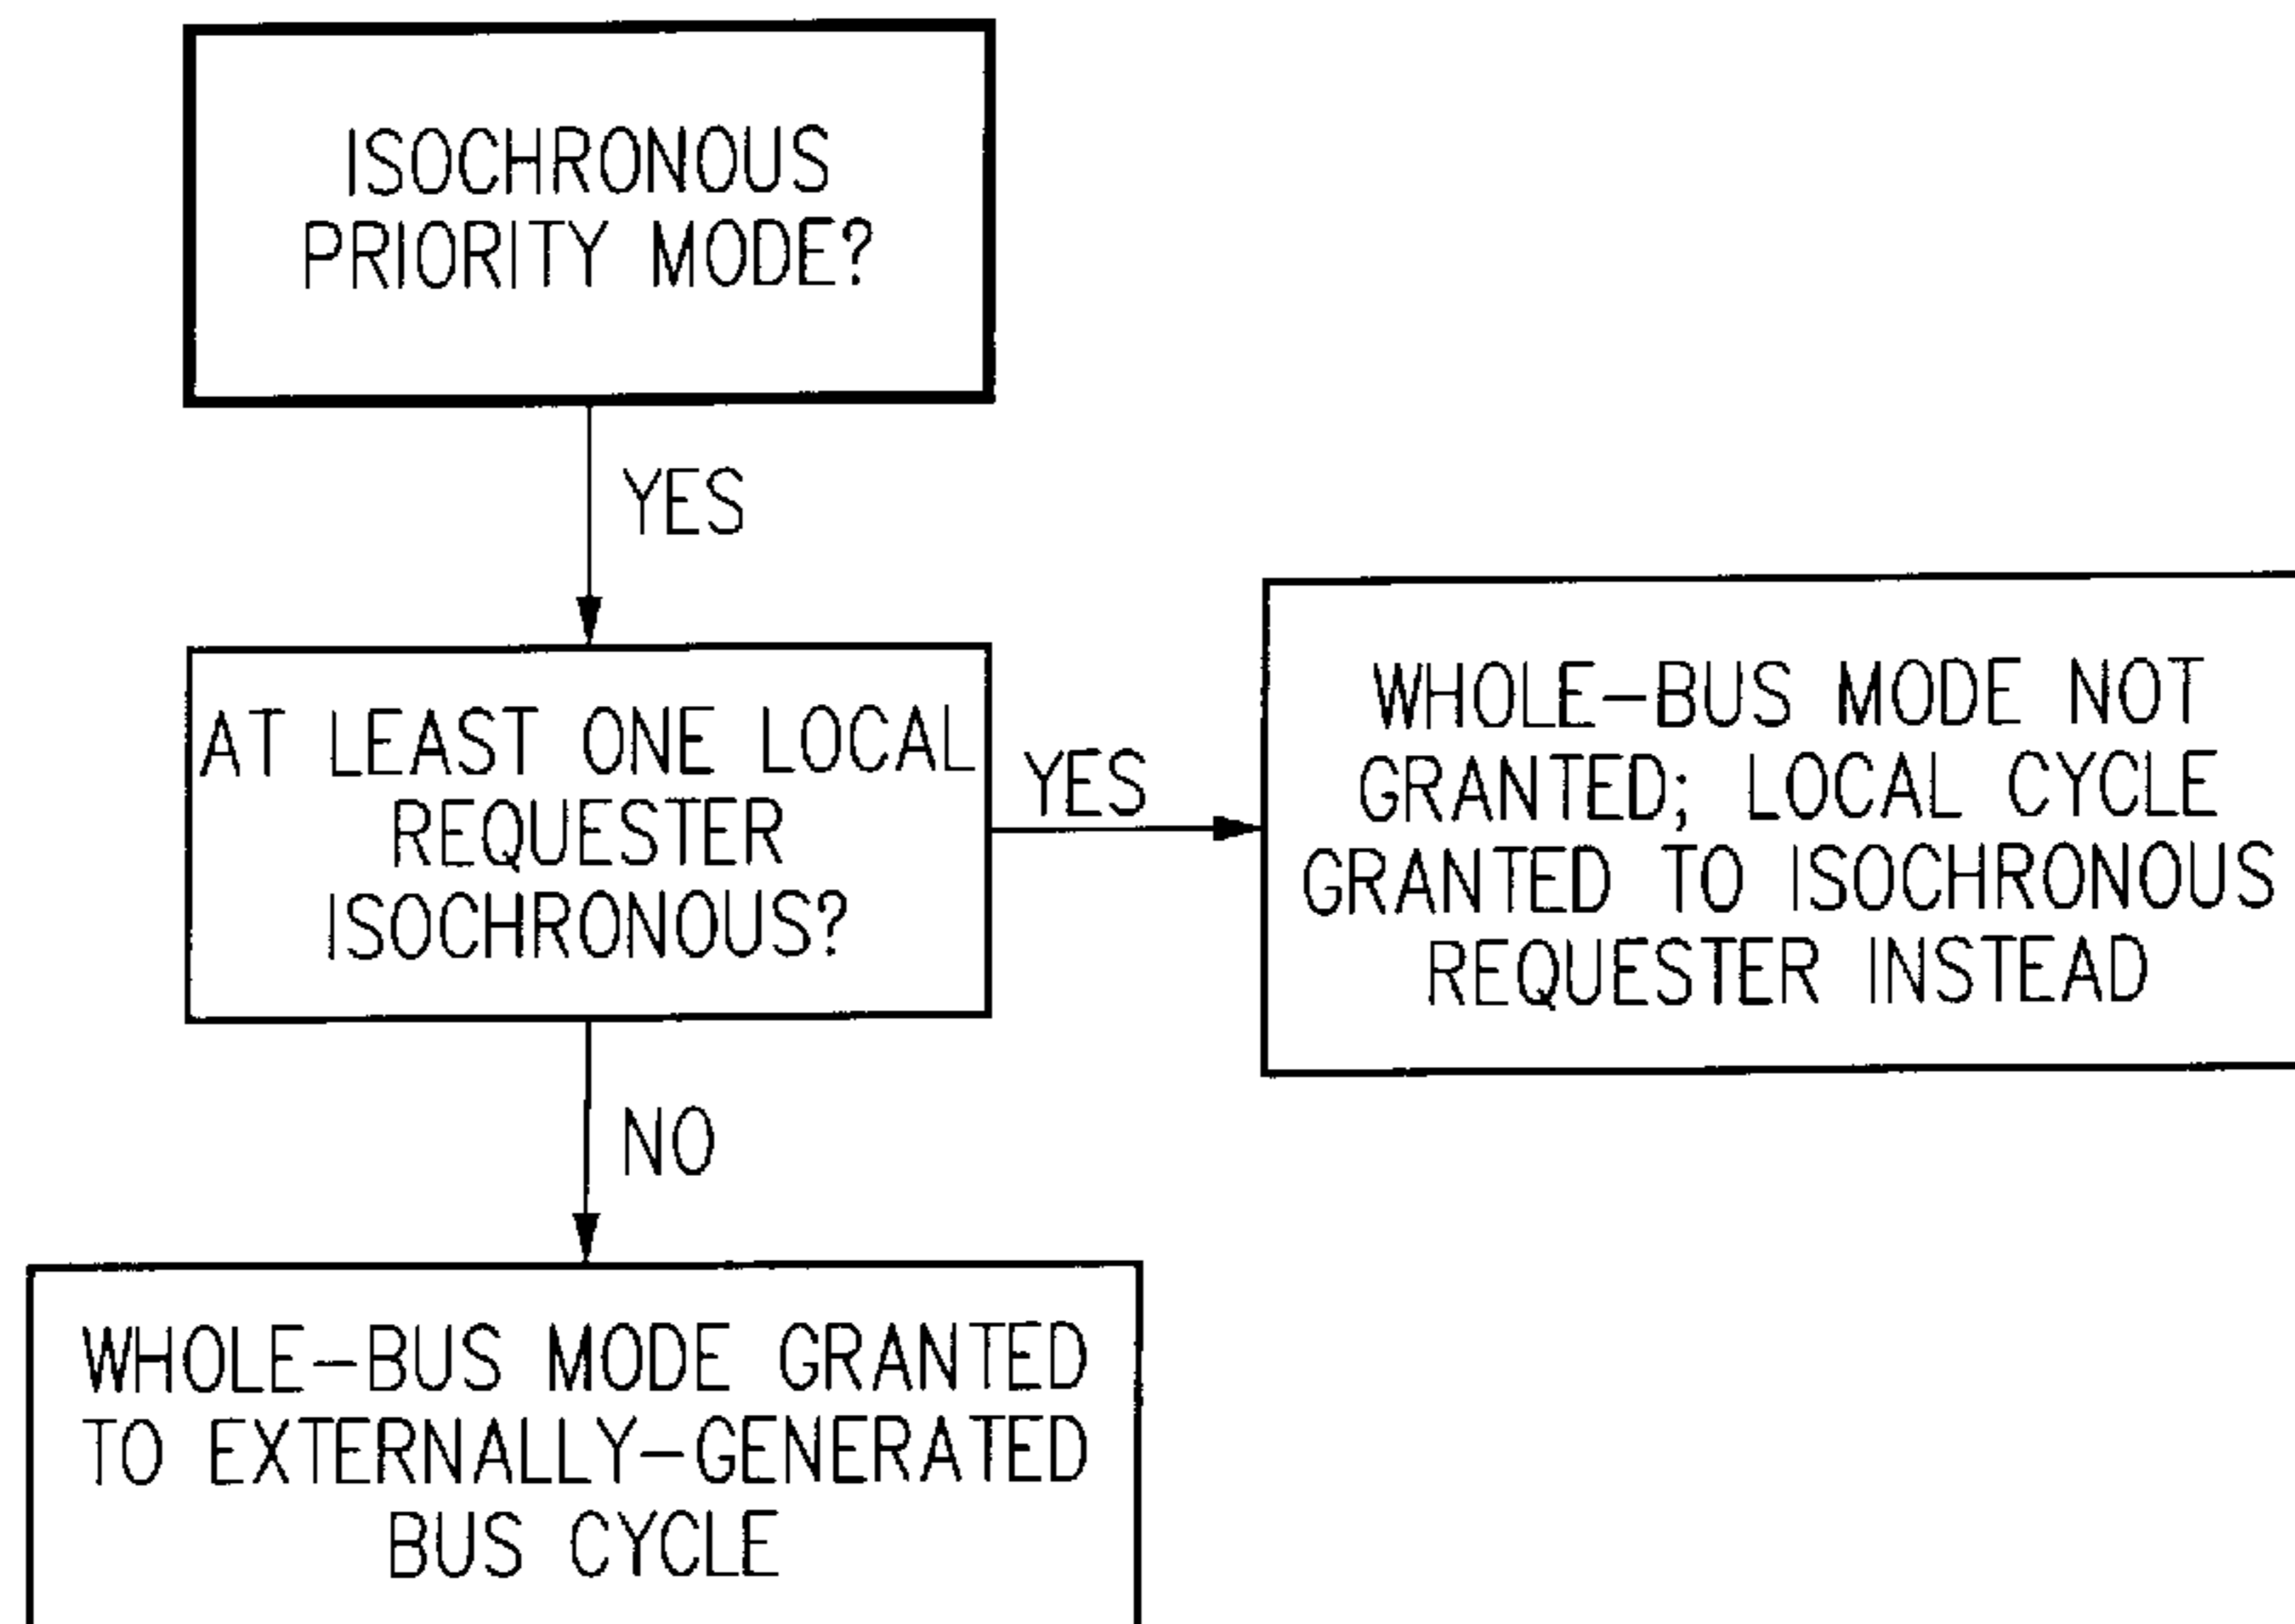 ISOCHRONOUS
PRIORITY MODE?
YES
AT LEAST ONE LOCAL
REQUESTER
ISOCHRONOUS?
YES
WHOLE-BUS MODE NOT
GRANTED; LOCAL CYCLE
GRANTED TO ISOCHRONOUS
REQUESTER INSTEAD
NO
WHOLE-BUS MODE GRANTED
TO EXTERNALLY-GENERATED
BUS CYCLE